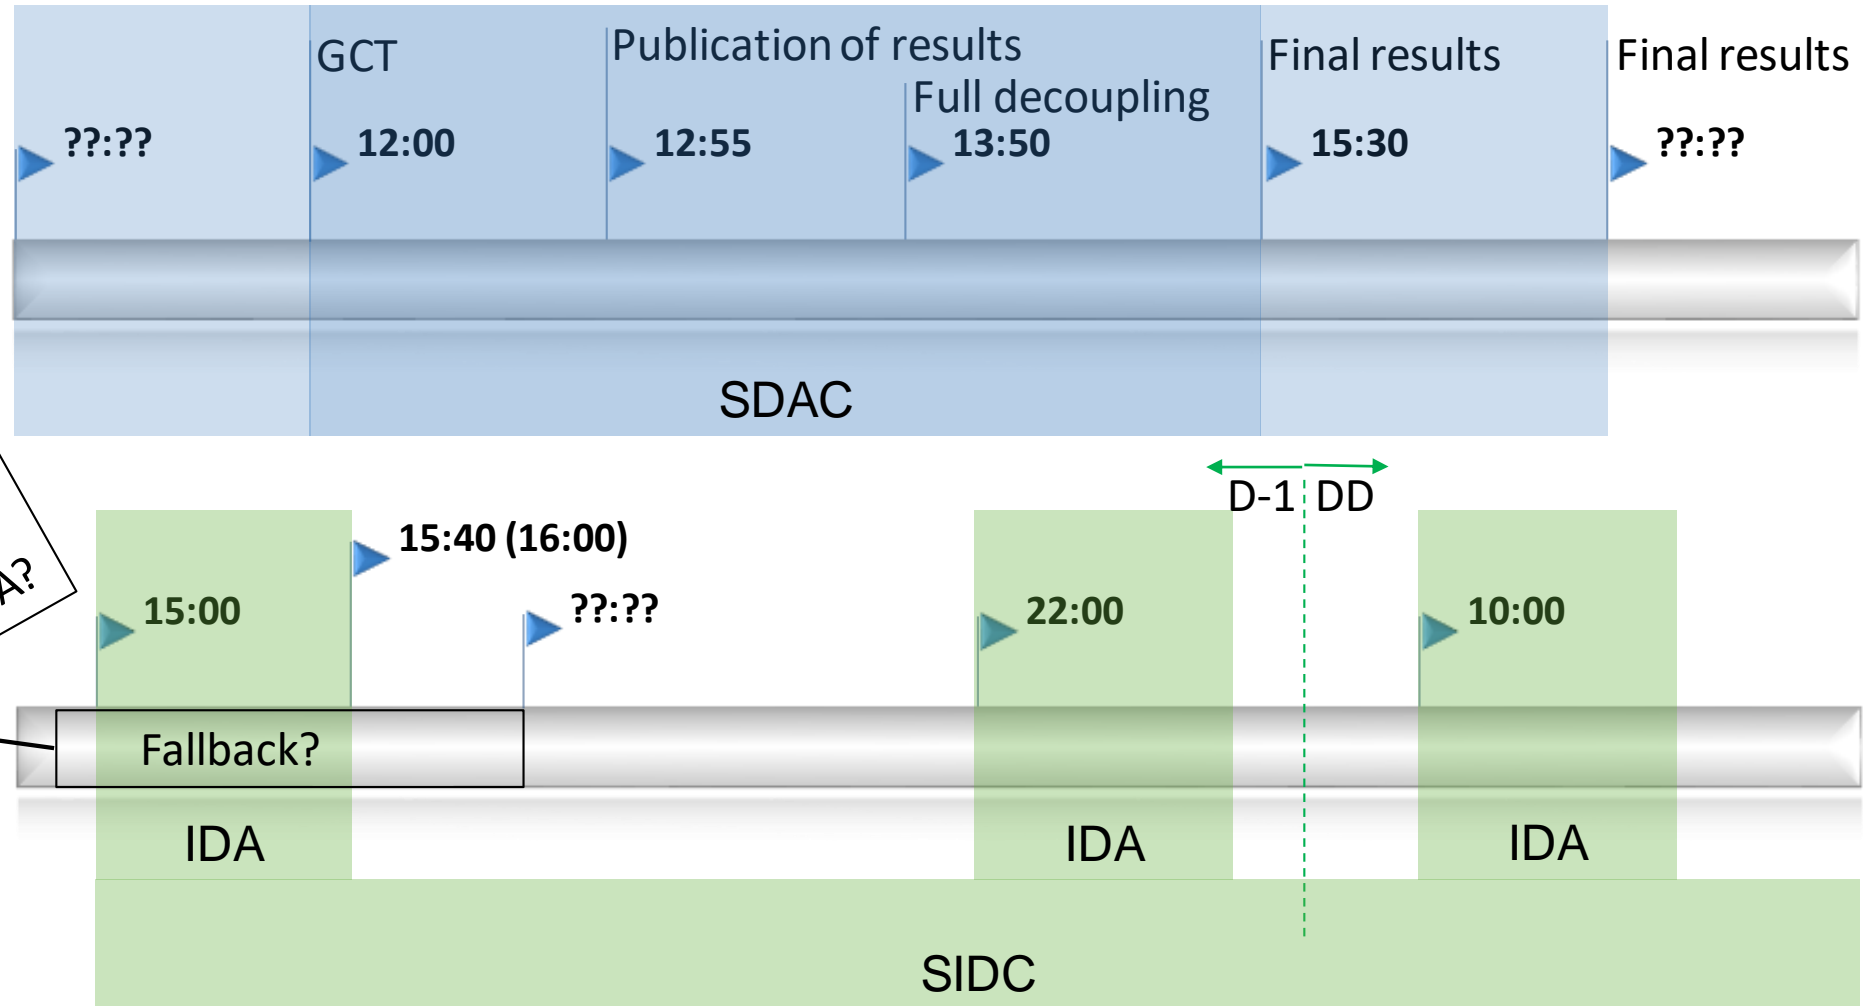 GCT
Publication of results
Final results
Final results
Full decoupling
??:??
12:00
12:55
13:50
15:30
??:??
SDAC
D-1
DD
15:40 (16:00)
A?
15:00
??:??
22:00
10:00
Fallback?
IDA
IDA
IDA
SIDC